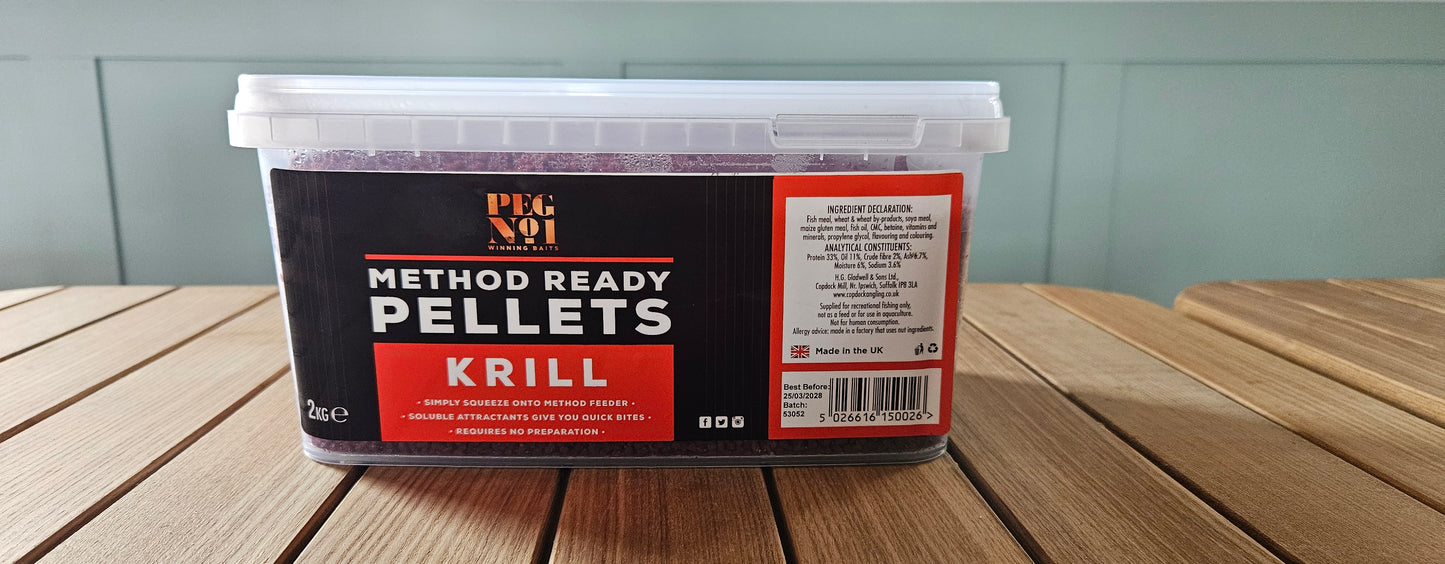 PEG
No1
WINNING BAITS
METHOD READY
PELLETS
KRILL
- SIMPLY SQUEEZE ONTO METHOD FEEDER •
• SOLUBLE ATTRACTANTS GIVE YOU QUICK BITES •
• REQUIRES NO PREPARATION •
2KG e
INGREDIENT DECLARATION:
Fish meal, wheat & wheat by-products, soya meal,
maize gluten meal, fish oil, CMC, betaine, vitamins and
minerals, propylene glycol, flavouring and colouring.
ANALYTICAL CONSTITUENTS:
Protein 33%, Oil 11%, Crude Fibre 2%, Ash 6.7%,
Moisture 6%, Sodium 3.6%
H.G. Gladwell & Sons Ltd.,
Copdock Mill, Nr. Ipswich, Suffolk IP8 3LA
www.copdockangling.co.uk
Supplied for recreational fishing only,
not as a feed or for use in aquaculture.
Not for human consumption.
Allergy advice: made in a factory that uses nut ingredients.
Made in the UK
Best Before:
25/03/2028
Batch:
53052
5 026616 150026 >